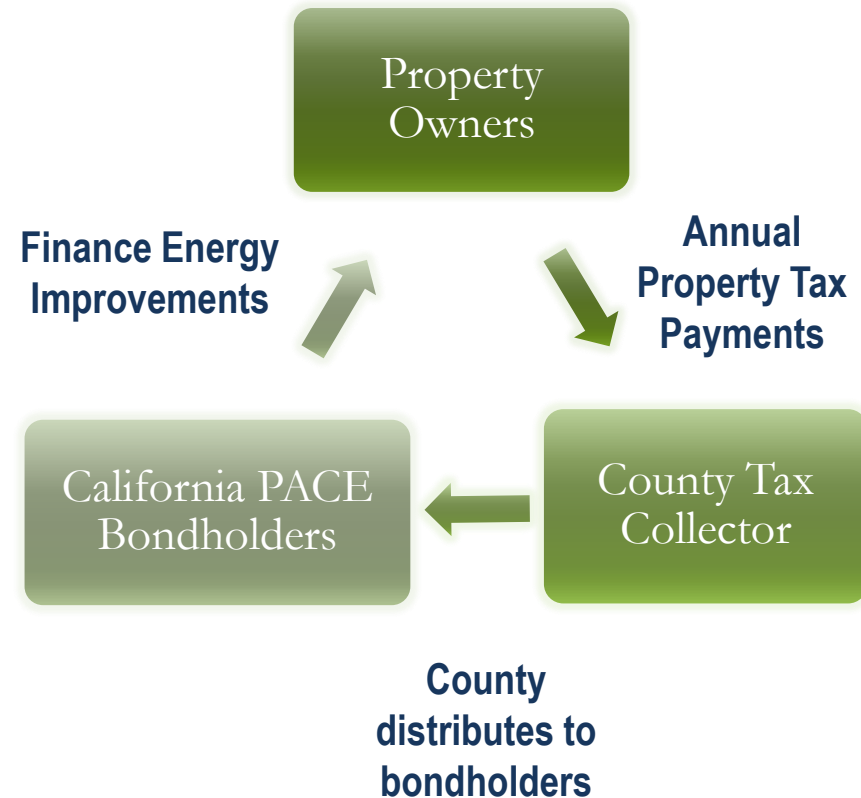 Property
Owners
Finance Energy
Improvements
Annual
Property Tax
Payments
California PACE
Bondholders
County Tax
Collector
County
distributes to
bondholders